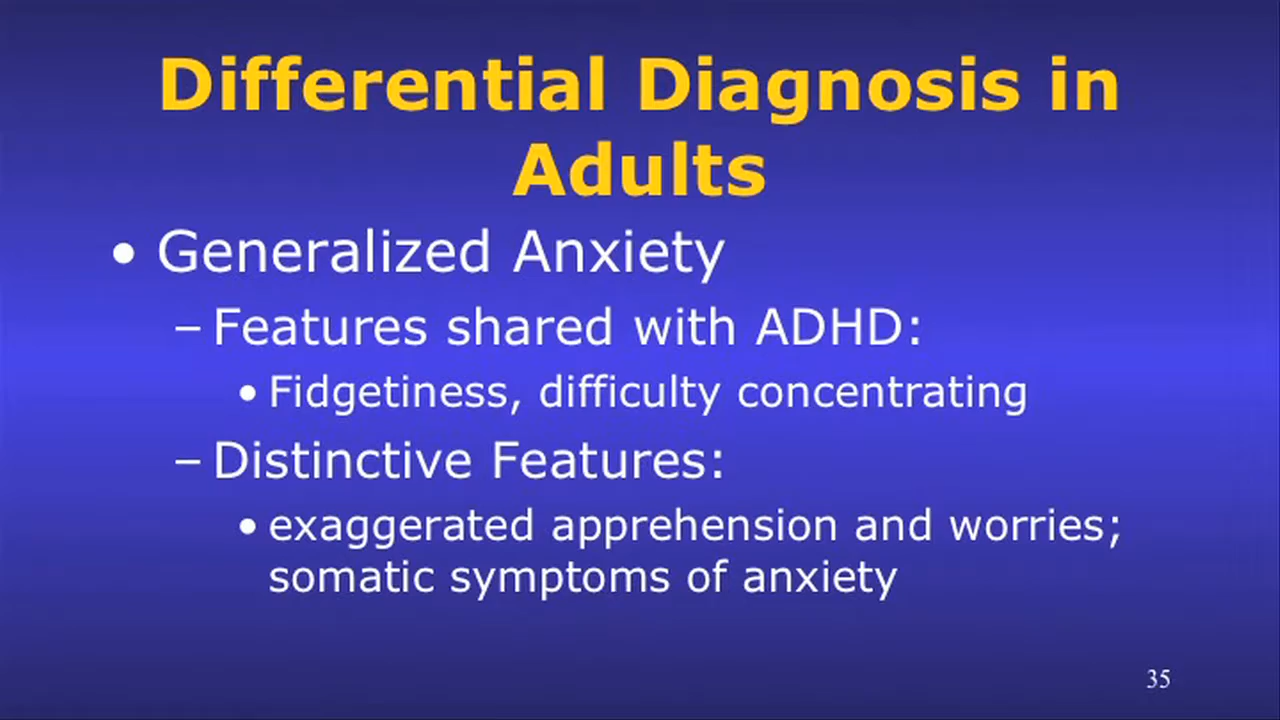 Differential Diagnosis in
Adults
• Generalized Anxiety
– Features shared with ADHD:
• Fidgetiness, difficulty concentrating
– Distinctive Features:
• exaggerated apprehension and worries;
somatic symptoms of anxiety
35